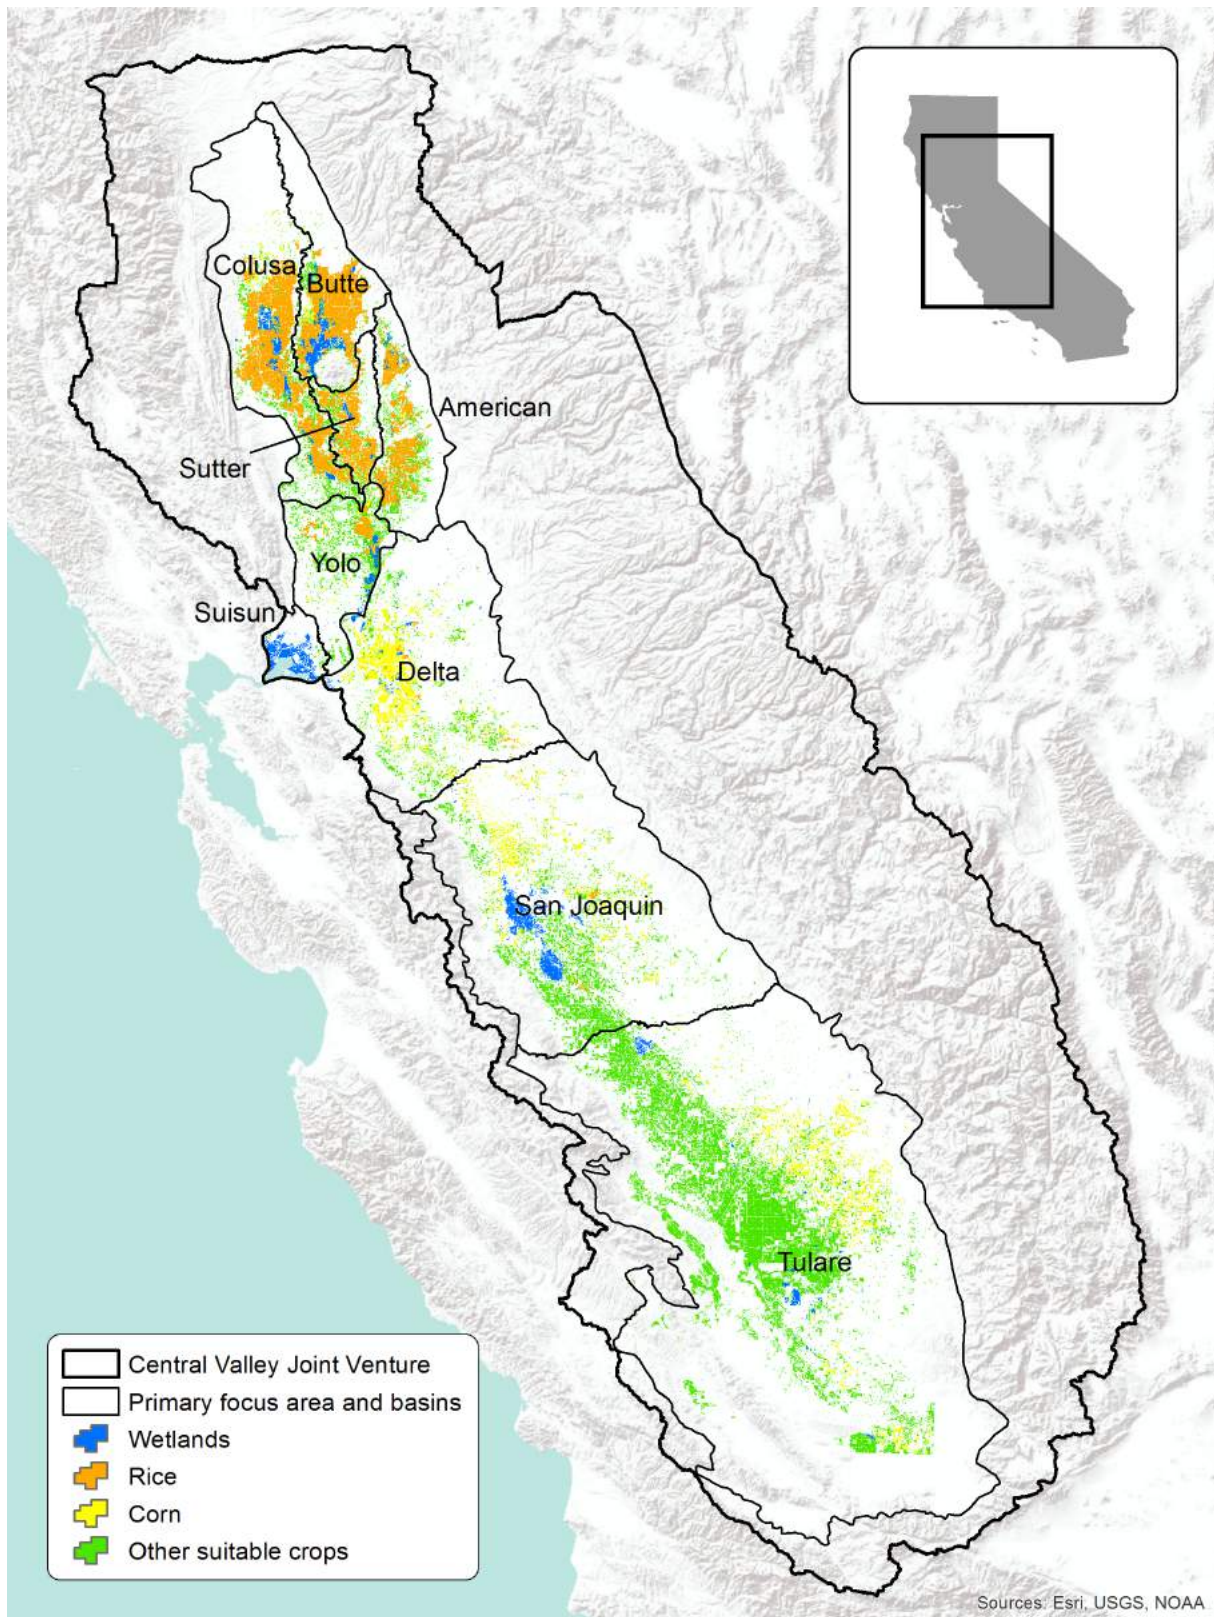 Colusa
Butte
American
Sutter
Yolo
Suisun
Delta
San Joaquin
Tulare
Central Valley Joint Venture
Primary focus area and basins
Wetlands
Rice
Corn
Other suitable crops
Sources: Esri, USGS, NOAA